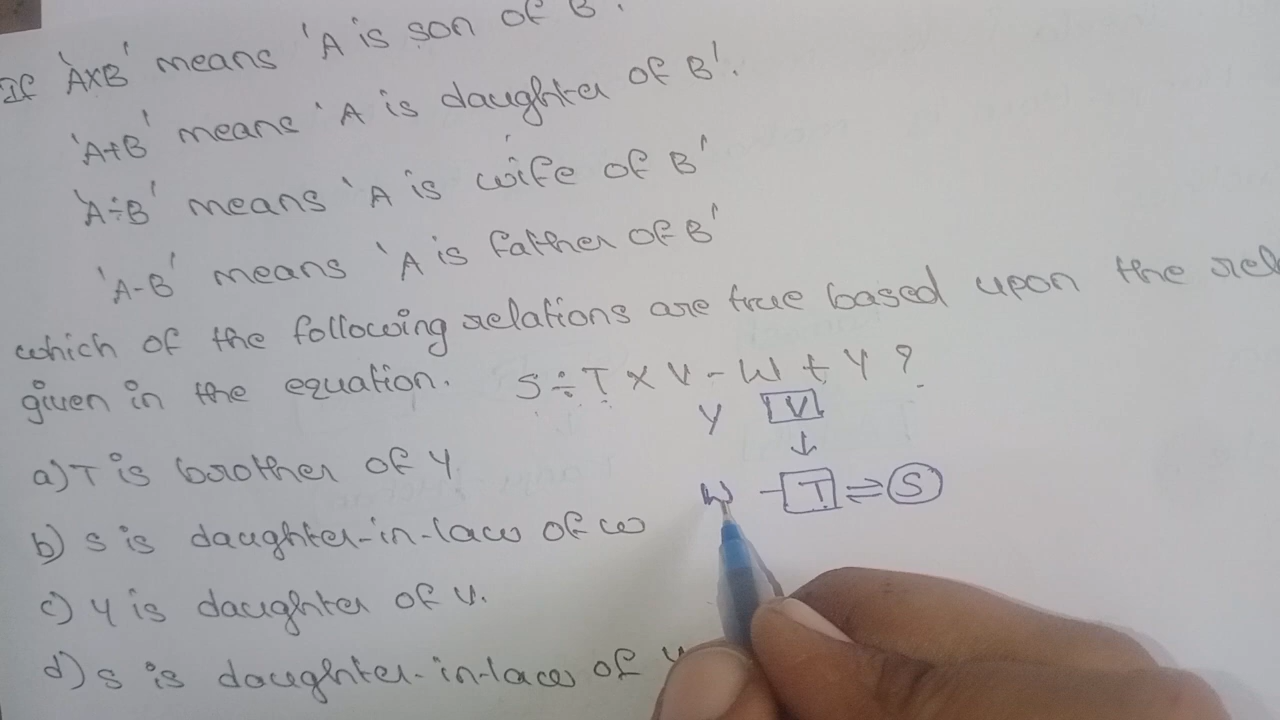 If 'A×B' means 'A is son of B'.
'A+B' means 'A is daughter of B'.
'A÷B' means 'A is wife of B'
'A-B' means 'A is father of B'
which of the following relations are true based upon the
given in the equation. S÷T×V-W+Y?
a) T is brother of Y
b) S is daughter-in-law of W
c) Y is daughter of V.
d) S is daughter-in-law of
Y V
W T S